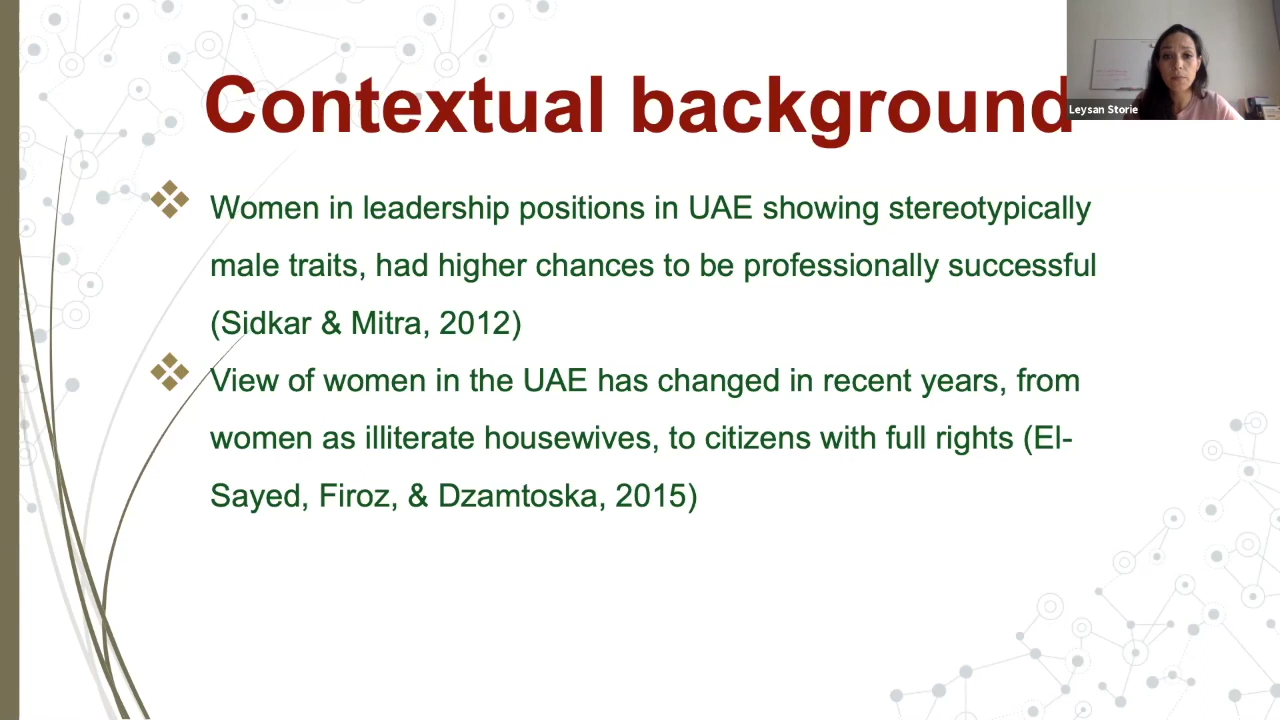 Contextual background
Leysan Storie
Women in leadership positions in UAE showing stereotypically
male traits, had higher chances to be professionally successful
(Sidkar & Mitra, 2012)
View of women in the UAE has changed in recent years, from
women as illiterate housewives, to citizens with full rights (El-
Sayed, Firoz, & Dzamtoska, 2015)